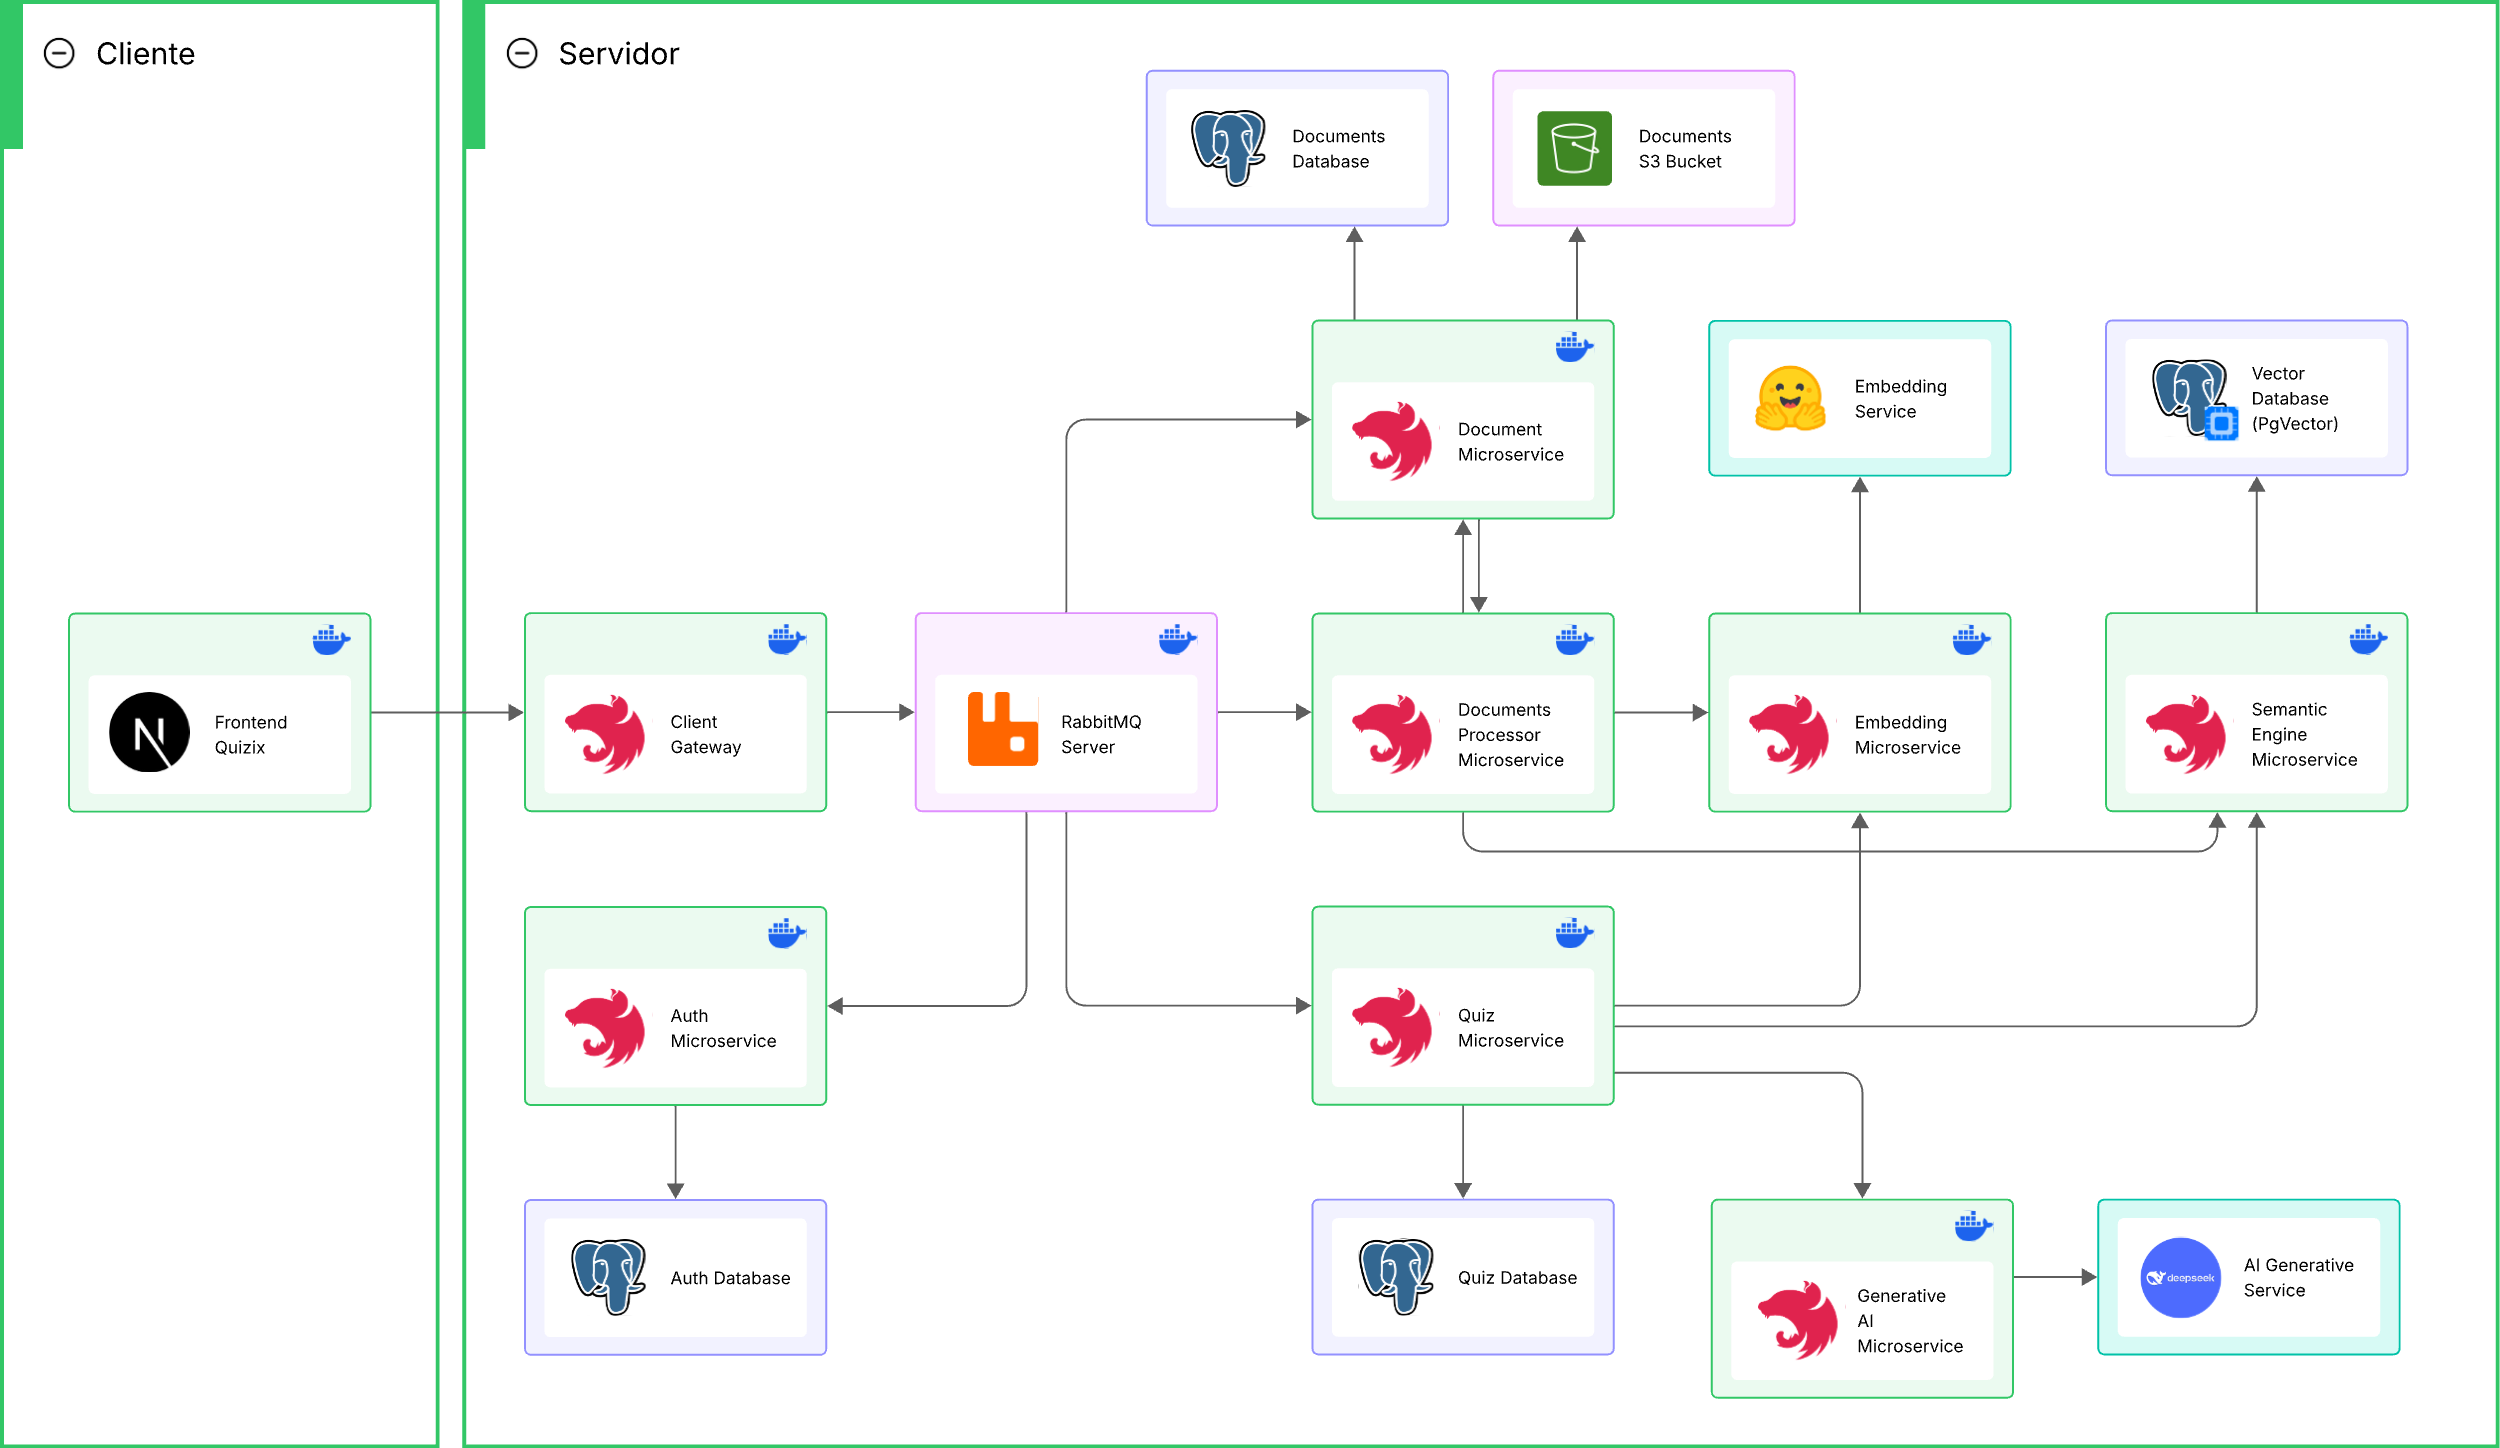 Cliente
Servidor
Documents
Database
Documents
S3 Bucket
Document
Microservice
Embedding
Service
Vector
Database
(PgVector)
Frontend
Quizix
Client
Gateway
RabbitMQ
Server
Documents
Processor
Microservice
Embedding
Microservice
Semantic
Engine
Microservice
Auth
Microservice
Quiz
Microservice
Auth Database
Quiz Database
Generative
AI
Microservice
deepseek
AI Generative
Service